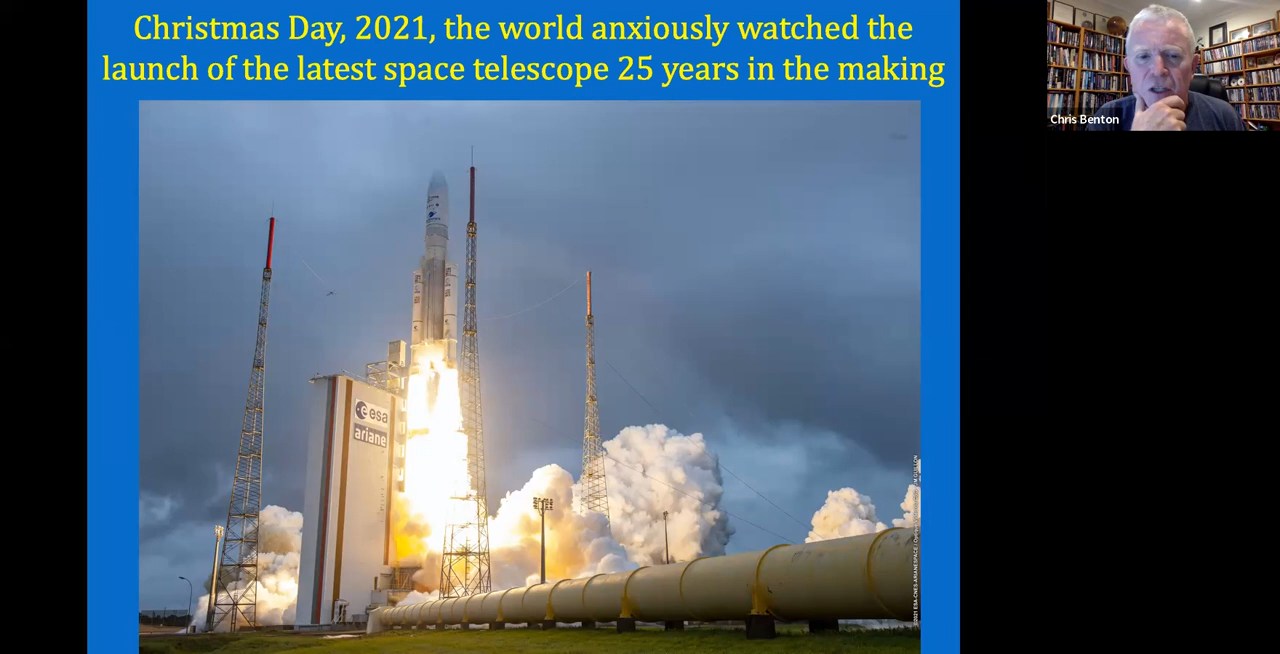 Christmas Day, 2021, the world anxiously watched the
launch of the latest space telescope 25 years in the making
Chris Benton
esa
ariane